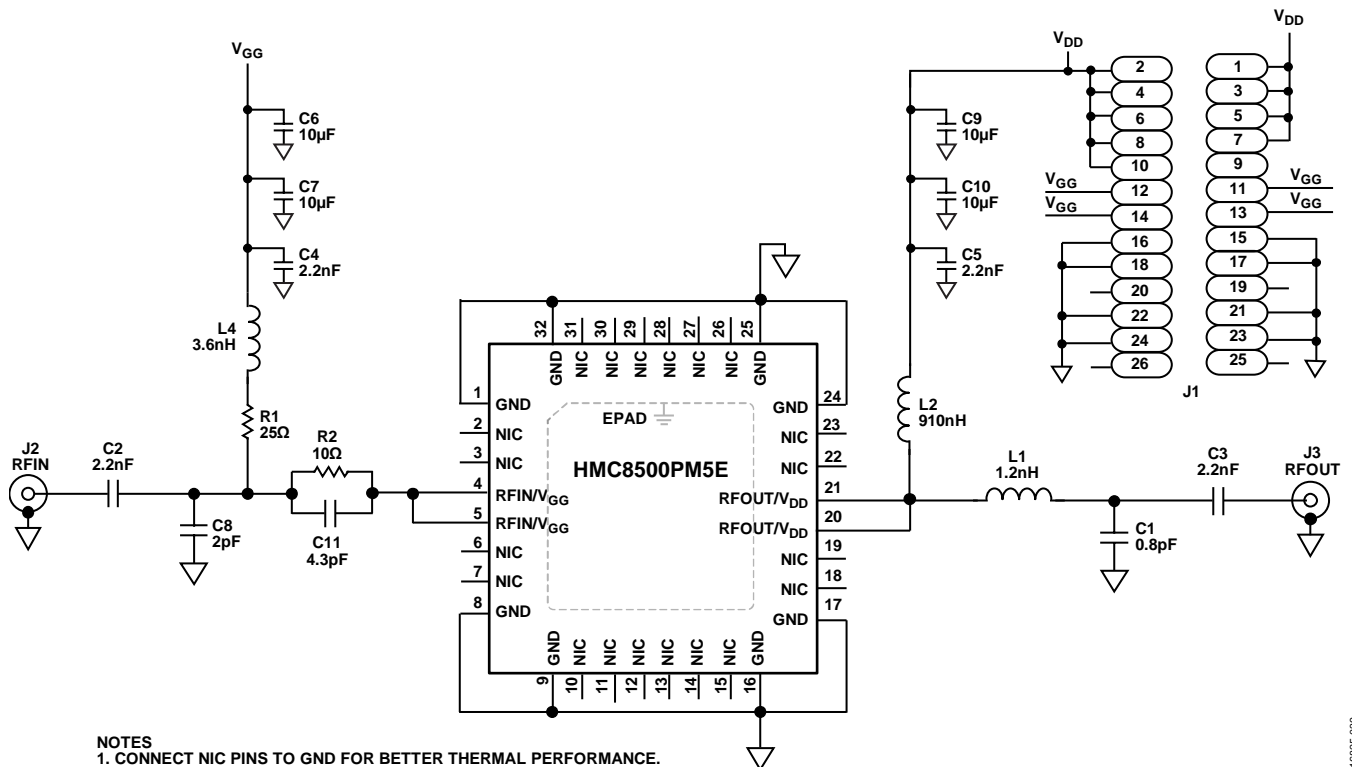 VGG
C6
10µF
C7
10µF
C4
2.2nF
L4
3.6nH
R1
25Ω
J2
RFIN
C2
2.2nF
C8
2pF
R2
10Ω
C11
4.3pF
32 31 30 29 28 27 26 25
GND NIC NIC NIC NIC NIC NIC GND
1 GND
2 NIC
3 NIC
4 RFIN/VGG
5 RFIN/VGG
6 NIC
7 NIC
8 GND
EPAD
HMC8500PM5E
GND 24
NIC 23
NIC 22
RFOUT/VDD 21
RFOUT/VDD 20
NIC 19
NIC 18
GND 17
GND NIC NIC NIC NIC NIC NIC GND
9 10 11 12 13 14 15 16
VDD
C9
10µF
C10
10µF
C5
2.2nF
L2
910nH
L1
1.2nH
C1
0.8pF
C3
2.2nF
J3
RFOUT
VDD
2 1
4 3
6 5
8 7
10 9
VGG 12 11 VGG
VGG 14 13 VGG
16 15
18 17
20 19
22 21
24 23
26 25
J1
NOTES
1. CONNECT NIC PINS TO GND FOR BETTER THERMAL PERFORMANCE.